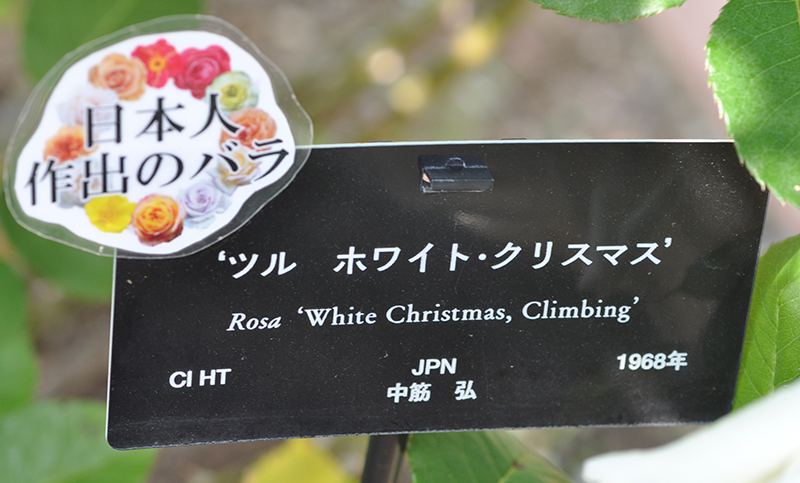 日本人
作出のバラ
‘ツル　ホワイト・クリスマス’
Rosa ‘White Christmas, Climbing’
CI HT
JPN
1968年
中筋　弘